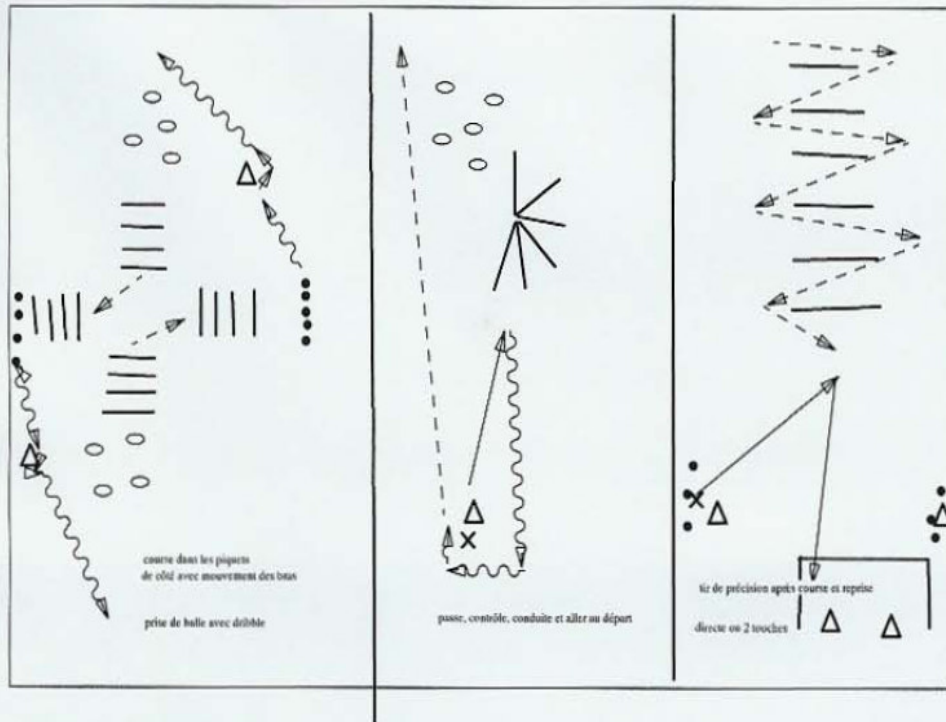 course dans les piquets
de côté avec mouvement des bras
prise de balle avec dribble
passe, contrôle, conduite et aller au départ
tir de précision après course et reprise
directe ou 2 touches